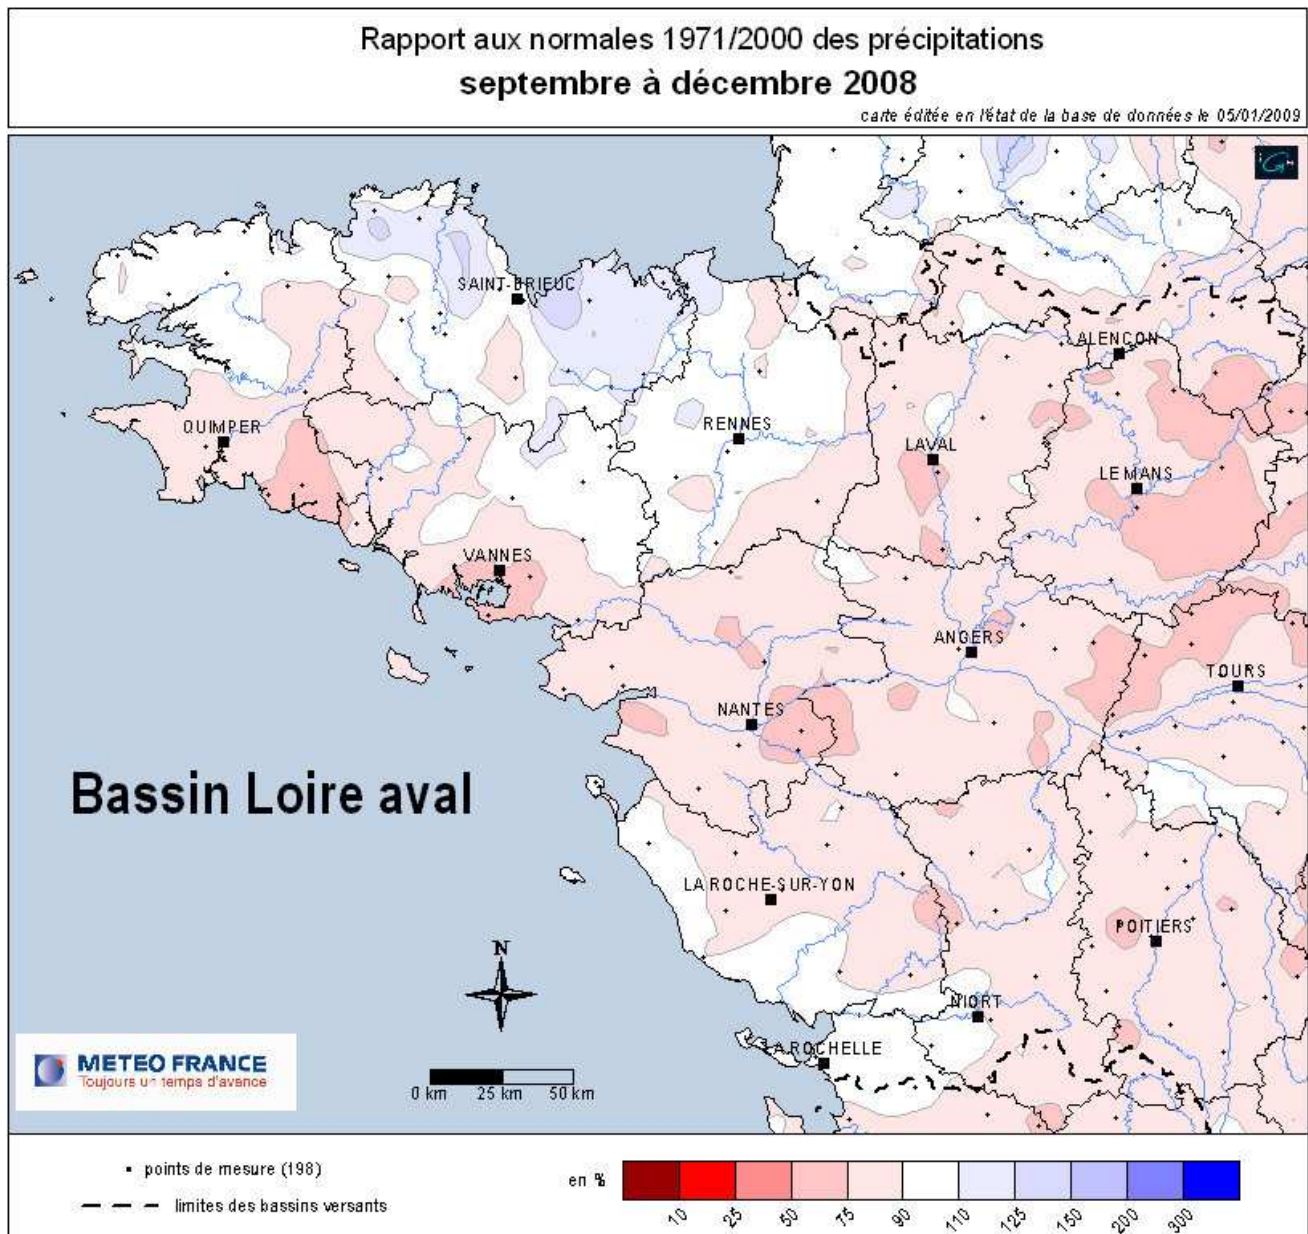 Rapport aux normales 1971/2000 des précipitations
septembre à décembre 2008
carte éditée en l'état de la base de données le 05/01/2009
SAINT-BRIEUC
ALENÇON
QUIMPER
RENNES
LAVAL
LE MANS
VANNES
ANGERS
TOURS
NANTES
Bassin Loire aval
LA ROCHE-SUR-YON
POITIERS
N
NIORT
LA ROCHELLE
METEO FRANCE
Toujours un temps d'avance
0 km 25 km 50 km
points de mesure (198)
en %
limites des bassins versants
10 25 50 75 90 110 125 150 200 300